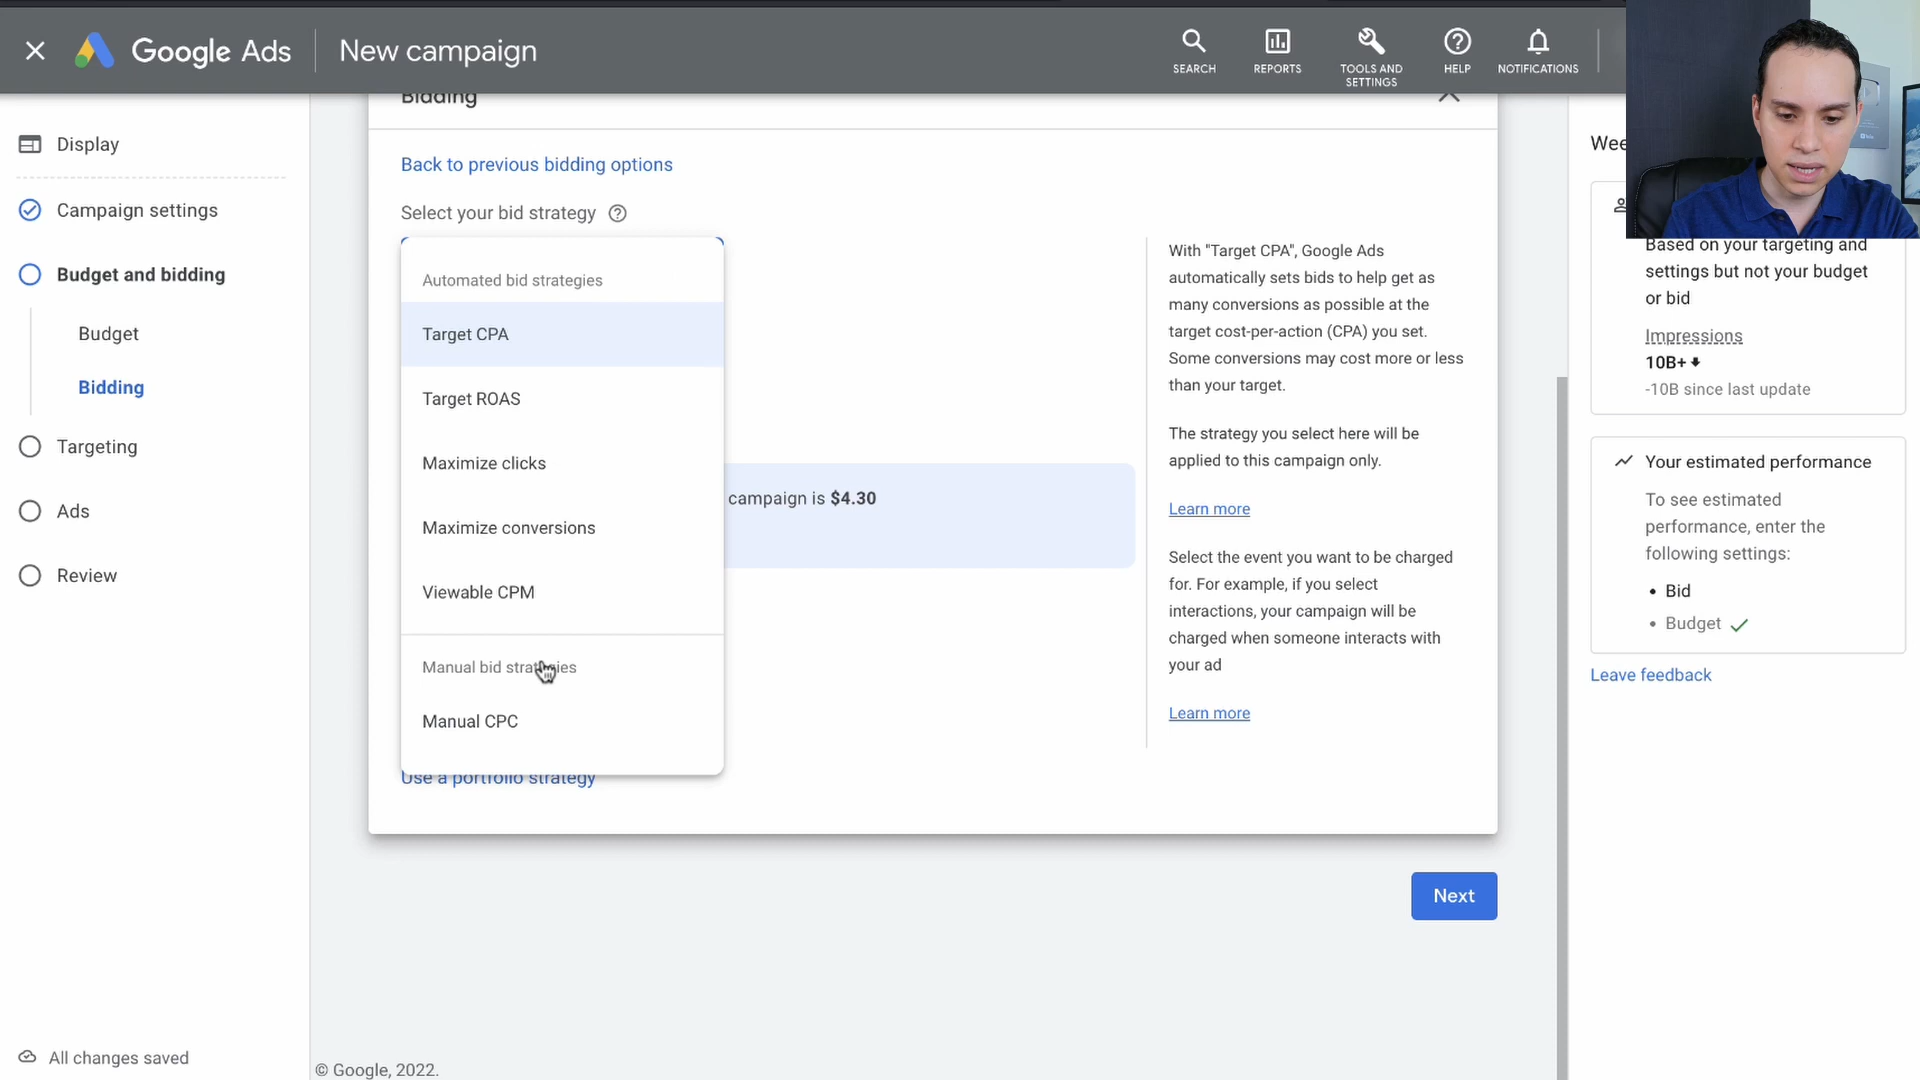 Google Ads
New campaign
SEARCH
REPORTS
TOOLS AND
SETTINGS
HELP
NOTIFICATIONS
Display
Campaign settings
Budget and bidding
Budget
Bidding
Targeting
Ads
Review
All changes saved
Bidding
Back to previous bidding options
Select your bid strategy
Automated bid strategies
Target CPA
Target ROAS
Maximize clicks
Maximize conversions
Viewable CPM
Manual bid strategies
Manual CPC
campaign is $4.30
Use a portfolio strategy
With "Target CPA", Google Ads
automatically sets bids to help get as
many conversions as possible at the
target cost-per-action (CPA) you set.
Some conversions may cost more or less
than your target.
The strategy you select here will be
applied to this campaign only.
Learn more
Select the event you want to be charged
for. For example, if you select
interactions, your campaign will be
charged when someone interacts with
your ad
Learn more
Next
© Google, 2022.
Based on your targeting and
settings but not your budget
or bid
Impressions
10B+
-10B since last update
Your estimated performance
To see estimated
performance, enter the
following settings:
• Bid
• Budget
Leave feedback